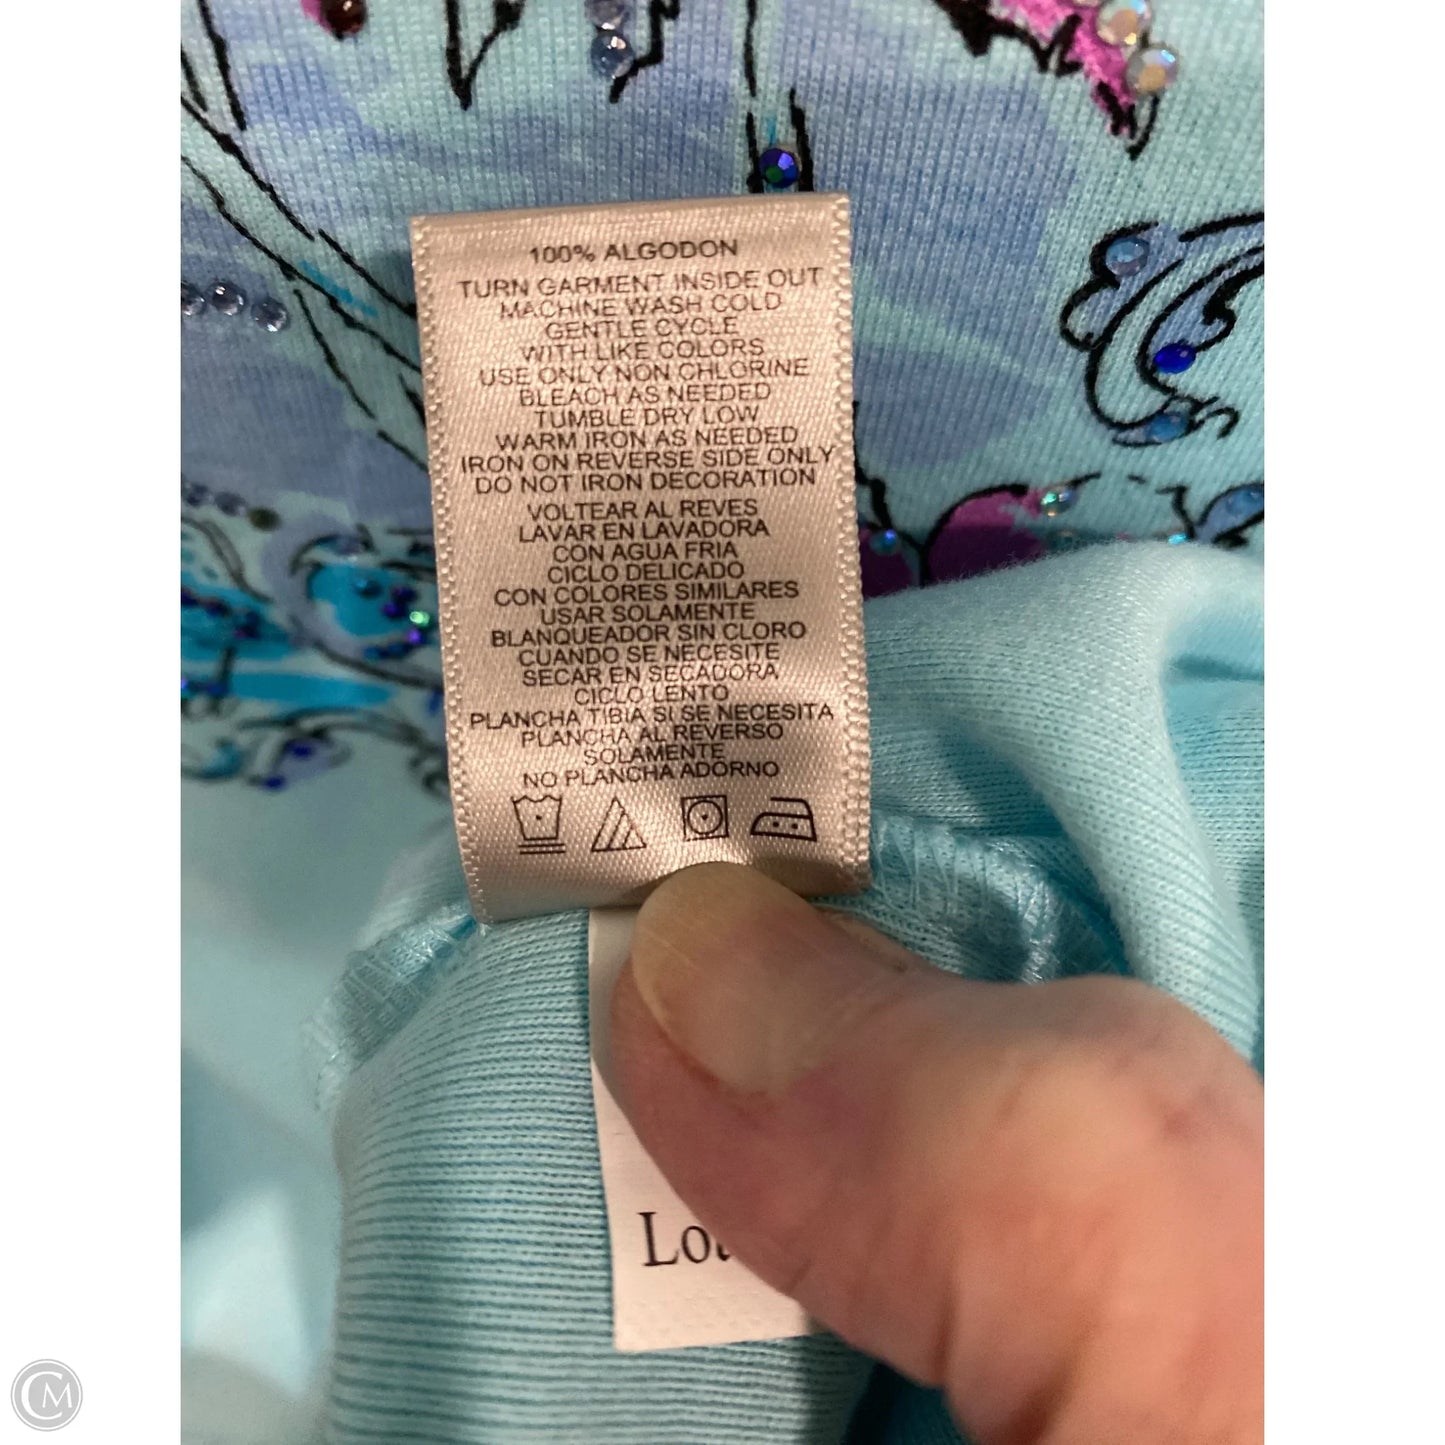 100% ALGODON
TURN GARMENT INSIDE OUT
MACHINE WASH COLD
GENTLE CYCLE
WITH LIKE COLORS
USE ONLY NON CHLORINE
BLEACH AS NEEDED
TUMBLE DRY LOW
WARM IRON AS NEEDED
IRON ON REVERSE SIDE ONLY
DO NOT IRON DECORATION
VOLTEAR AL REVES
LAVAR EN LAVADORA
CON AGUA FRIA
CICLO DELICADO
CON COLORES SIMILARES
USAR SOLAMENTE
BLANQUEADOR SIN CLORO
CUANDO SE NECESITE
SECAR EN SECADORA
CICLO LENTO
PLANCHA TIBIA SI SE NECESITA
PLANCHA AL REVERSO
SOLAMENTE
NO PLANCHA ADORNO
CM